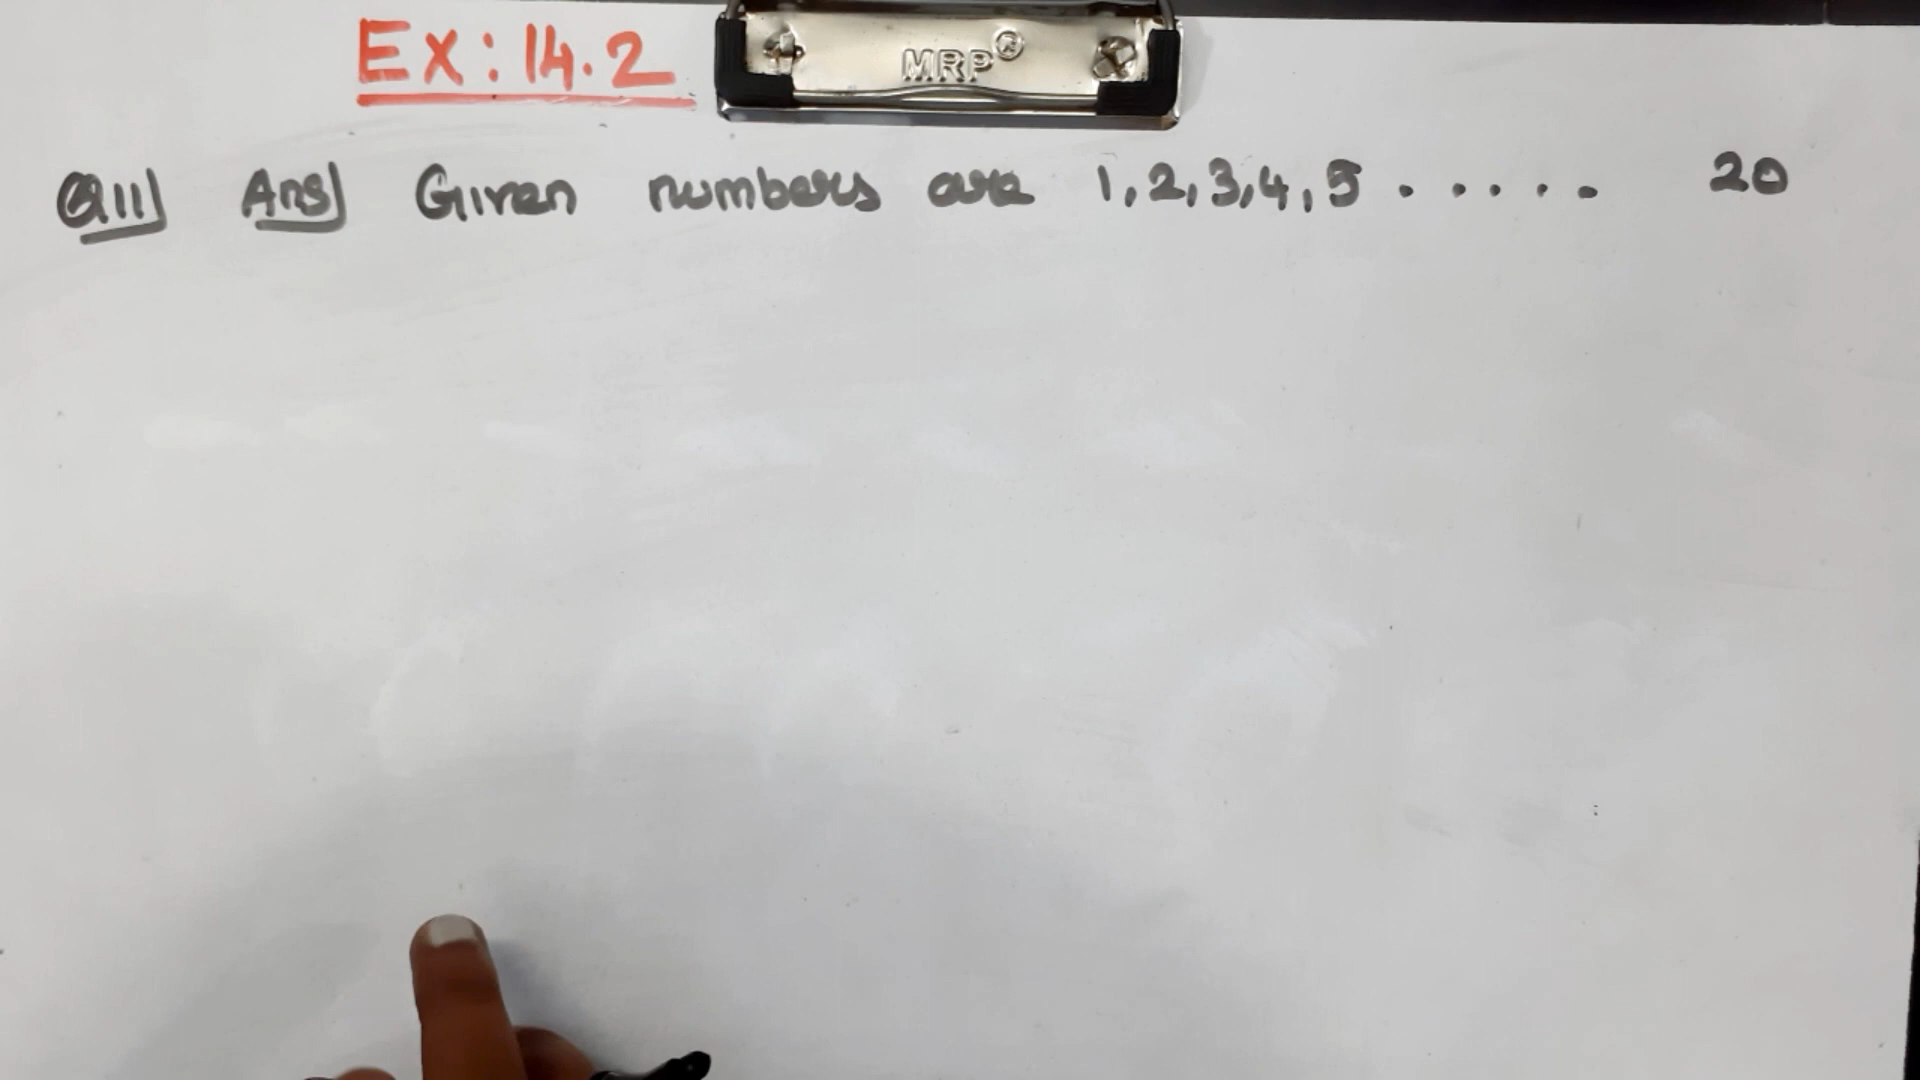 Ex: 14.2
MRP®
Q11) Ans) Given numbers are 1,2,3,4,5 . . . . . 20